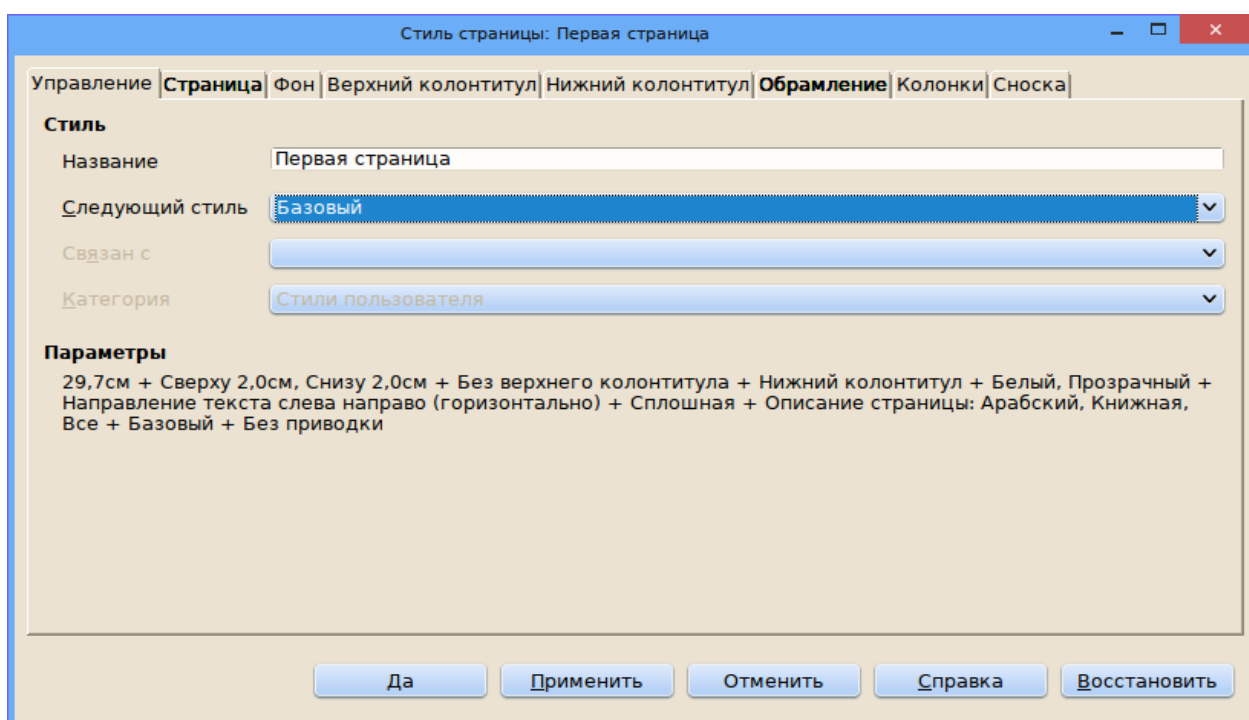 Стиль страницы: Первая страница
Управление Страница Фон Верхний колонтитул Нижний колонтитул Обрамление Колонки Сноска
Стиль
Название Первая страница
Следующий стиль Базовый
Связан с
Категория Стили пользователя
Параметры
29,7см + Сверху 2,0см, Снизу 2,0см + Без верхнего колонтитула + Нижний колонтитул + Белый, Прозрачный +
Направление текста слева направо (горизонтально) + Сплошная + Описание страницы: Арабский, Книжная,
Все + Базовый + Без приводки
Да Применить Отменить Справка Восстановить